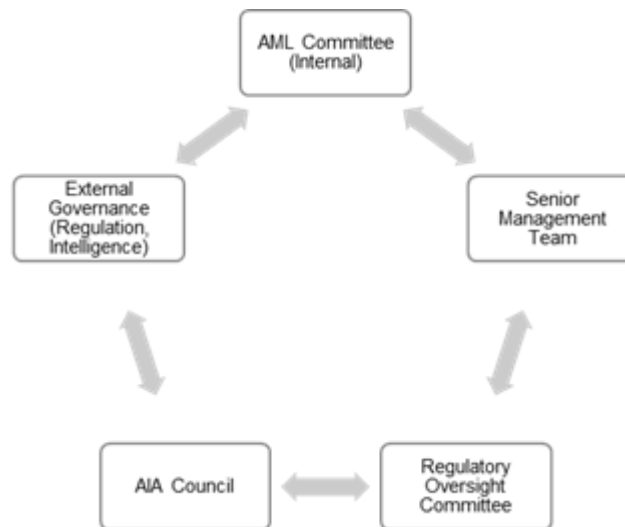 AML Committee
(Internal)
External
Governance
(Regulation,
Intelligence)
Senior
Management
Team
AIA Council
Regulatory
Oversight
Committee